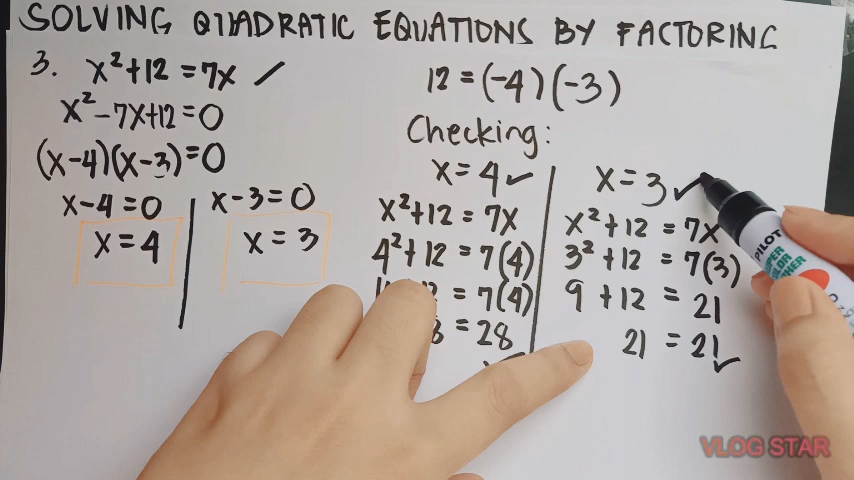 SOLVING QUADRATIC EQUATIONS BY FACTORING
3. x²+12 = 7x ✓
x²-7x+12=0
(x-4)(x-3)=0
x-4=0
x=4
x-3=0
x=3
12 = (-4)(-3)
Checking:
x=4 ✓
x²+12 = 7x
4²+12 = 7(4)
= 7(4)
= 28
x=3 ✓
x²+12 = 7x
3²+12 = 7(3)
9+12 = 21
21 = 21 ✓
PILOT
SUPER
COLOR
VLOG STAR